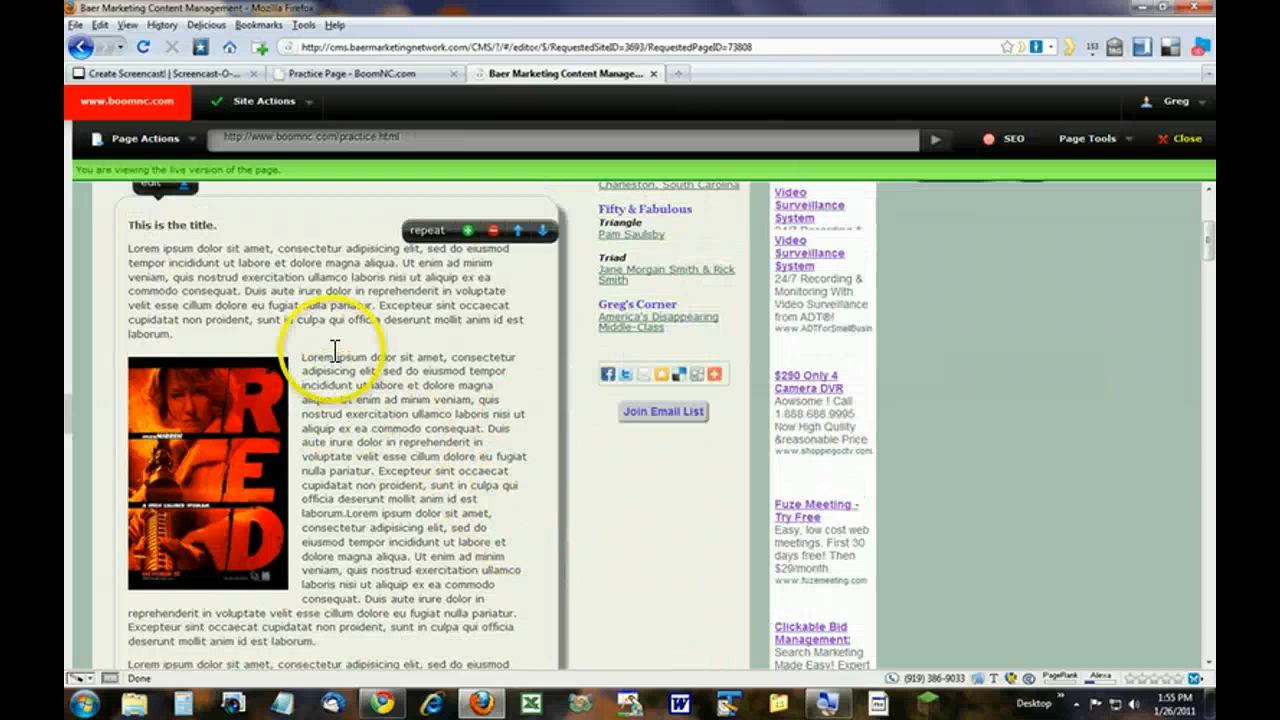 Baer Marketing Content Management - Mozilla Firefox
File Edit View History Delicious Bookmarks Tools Help
http://cms.baermarketingnetwork.com/CMS/?/#/editor/$/RequestedSiteID=3693/RequestedPageID=73808
153
Create Screencast! | Screencast-O-...
Practice Page - BoomNC.com
Baer Marketing Content Manage...
www.boomnc.com
Site Actions
Greg
Page Actions
http://www.boomnc.com/practice.html
SEO
Page Tools
Close
You are viewing the live version of the page.
edit
This is the title.
repeat
Lorem ipsum dolor sit amet, consectetur adipisicing elit, sed do eiusmod
tempor incididunt ut labore et dolore magna aliqua. Ut enim ad minim
veniam, quis nostrud exercitation ullamco laboris nisi ut aliquip ex ea
commodo consequat. Duis aute irure dolor in reprehenderit in voluptate
velit esse cillum dolore eu fugiat nulla pariatur. Excepteur sint occaecat
cupidatat non proident, sunt in culpa qui officia deserunt mollit anim id est
laborum.
Lorem ipsum dolor sit amet, consectetur
adipisicing elit, sed do eiusmod tempor
incididunt ut labore et dolore magna
aliqua. Ut enim ad minim veniam, quis
nostrud exercitation ullamco laboris nisi ut
aliquip ex ea commodo consequat. Duis
aute irure dolor in reprehenderit in
voluptate velit esse cillum dolore eu fugiat
nulla pariatur. Excepteur sint occaecat
cupidatat non proident, sunt in culpa qui
officia deserunt mollit anim id est
laborum.Lorem ipsum dolor sit amet,
consectetur adipisicing elit, sed do
eiusmod tempor incididunt ut labore et
dolore magna aliqua. Ut enim ad minim
veniam, quis nostrud exercitation ullamco
laboris nisi ut aliquip ex ea commodo
consequat. Duis aute irure dolor in
reprehenderit in voluptate velit esse cillum dolore eu fugiat nulla pariatur.
Excepteur sint occaecat cupidatat non proident, sunt in culpa qui officia
deserunt mollit anim id est laborum.
Lorem ipsum dolor sit amet, consectetur adipisicing elit, sed do eiusmod
RED
Charleston, South Carolina
Fifty & Fabulous
Triangle
Pam Saulsby
Triad
Jane Morgan Smith & Rick
Smith
Greg's Corner
America's Disappearing
Middle-Class
Join Email List
Video
Surveillance
System
Video
Surveillance
System
24/7 Recording &
Monitoring With
Video Surveillance
from ADT®!
www.ADTForSmallBusin
$290 Only 4
Camera DVR
Aowsome ! Call
1.888.688.9995
Now High Qulity
&reasonable Price
www.shoppingcctv.com
Fuze Meeting -
Try Free
Easy, low cost web
meetings. First 30
days free! Then
$29/month.
www.fuzemeeting.com
Clickable Bid
Management:
Search Marketing
Made Easy! Expert
Done
(919) 386-9033
PageRank
Alexa
Desktop
1:55 PM
1/26/2011